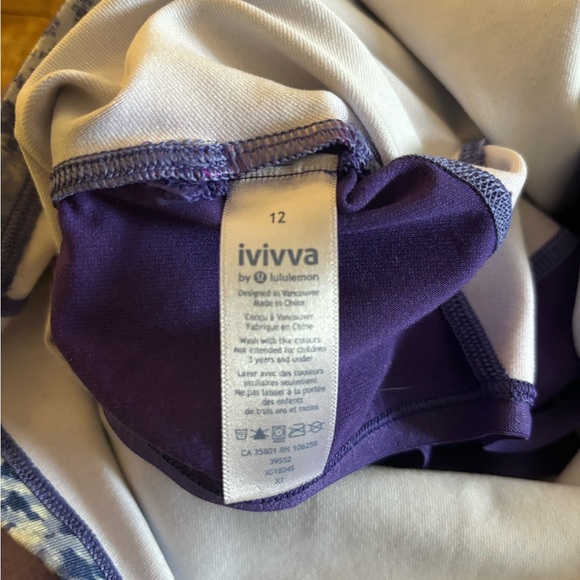 12
ivivva
by lululemon
Designed in Vancouver
Made in China
Conçu à Vancouver
Fabriqué en Chine
Wash with like colours
Not intended for children
3 years and under
Laver avec des couleurs
similaires seulement
Ne pas laisser à la portée
des enfants
de trois ans et moins
CA 35801 RN 106259
39552